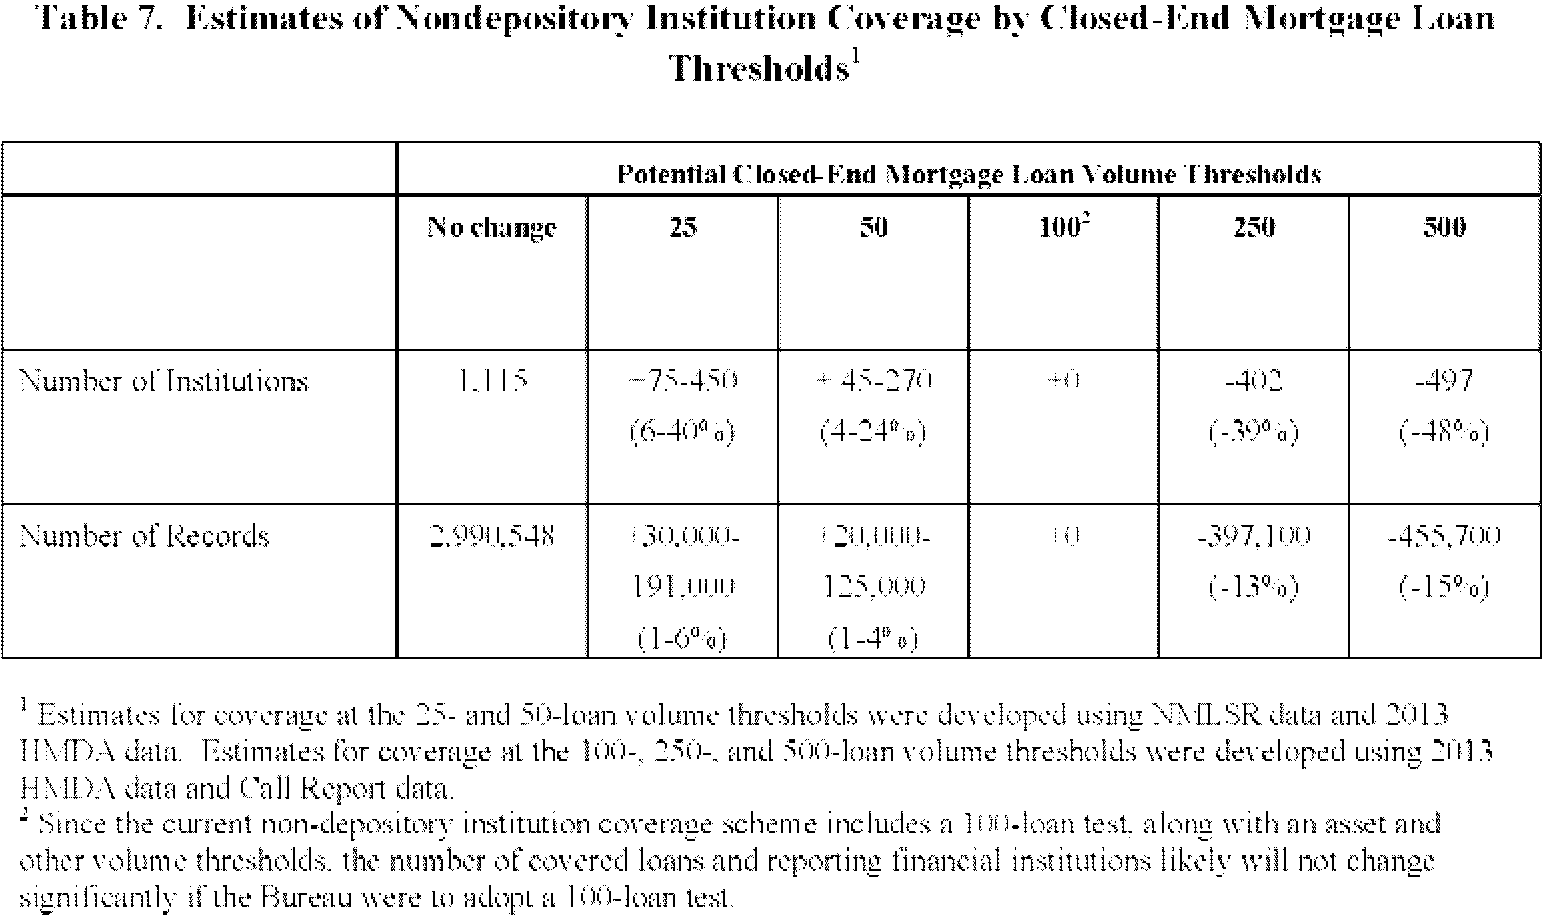 Table 7. Estimates of Nondepository Institution Coverage by Closed-End Mortgage Loan
Thresholds1
Potential Closed-End Mortgage Loan Volume Thresholds
No change 25 50 1002 250 500
Number of Institutions 1,115 +75-450 + 45-270 +0 -402 -497
(6-40%) (4-24%) (-39%) (-48%)
Number of Records 2,990,548 +30,000- +20,000- +0 -397,100 -455,700
191,000 125,000 (-13%) (-15%)
(1-6%) (1-4%)
1 Estimates for coverage at the 25- and 50-loan volume thresholds were developed using NMLSR data and 2013
HMDA data. Estimates for coverage at the 100-, 250-, and 500-loan volume thresholds were developed using 2013
HMDA data and Call Report data.
2 Since the current non-depository institution coverage scheme includes a 100-loan test, along with an asset and
other volume thresholds, the number of covered loans and reporting financial institutions likely will not change
significantly if the Bureau were to adopt a 100-loan test.